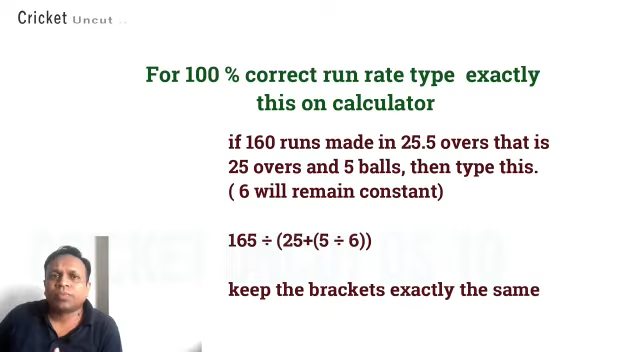 Cricket Uncut ..
For 100 % correct run rate type exactly
this on calculator
if 160 runs made in 25.5 overs that is
25 overs and 5 balls, then type this.
( 6 will remain constant)
165 ÷ (25+(5 ÷ 6))
keep the brackets exactly the same